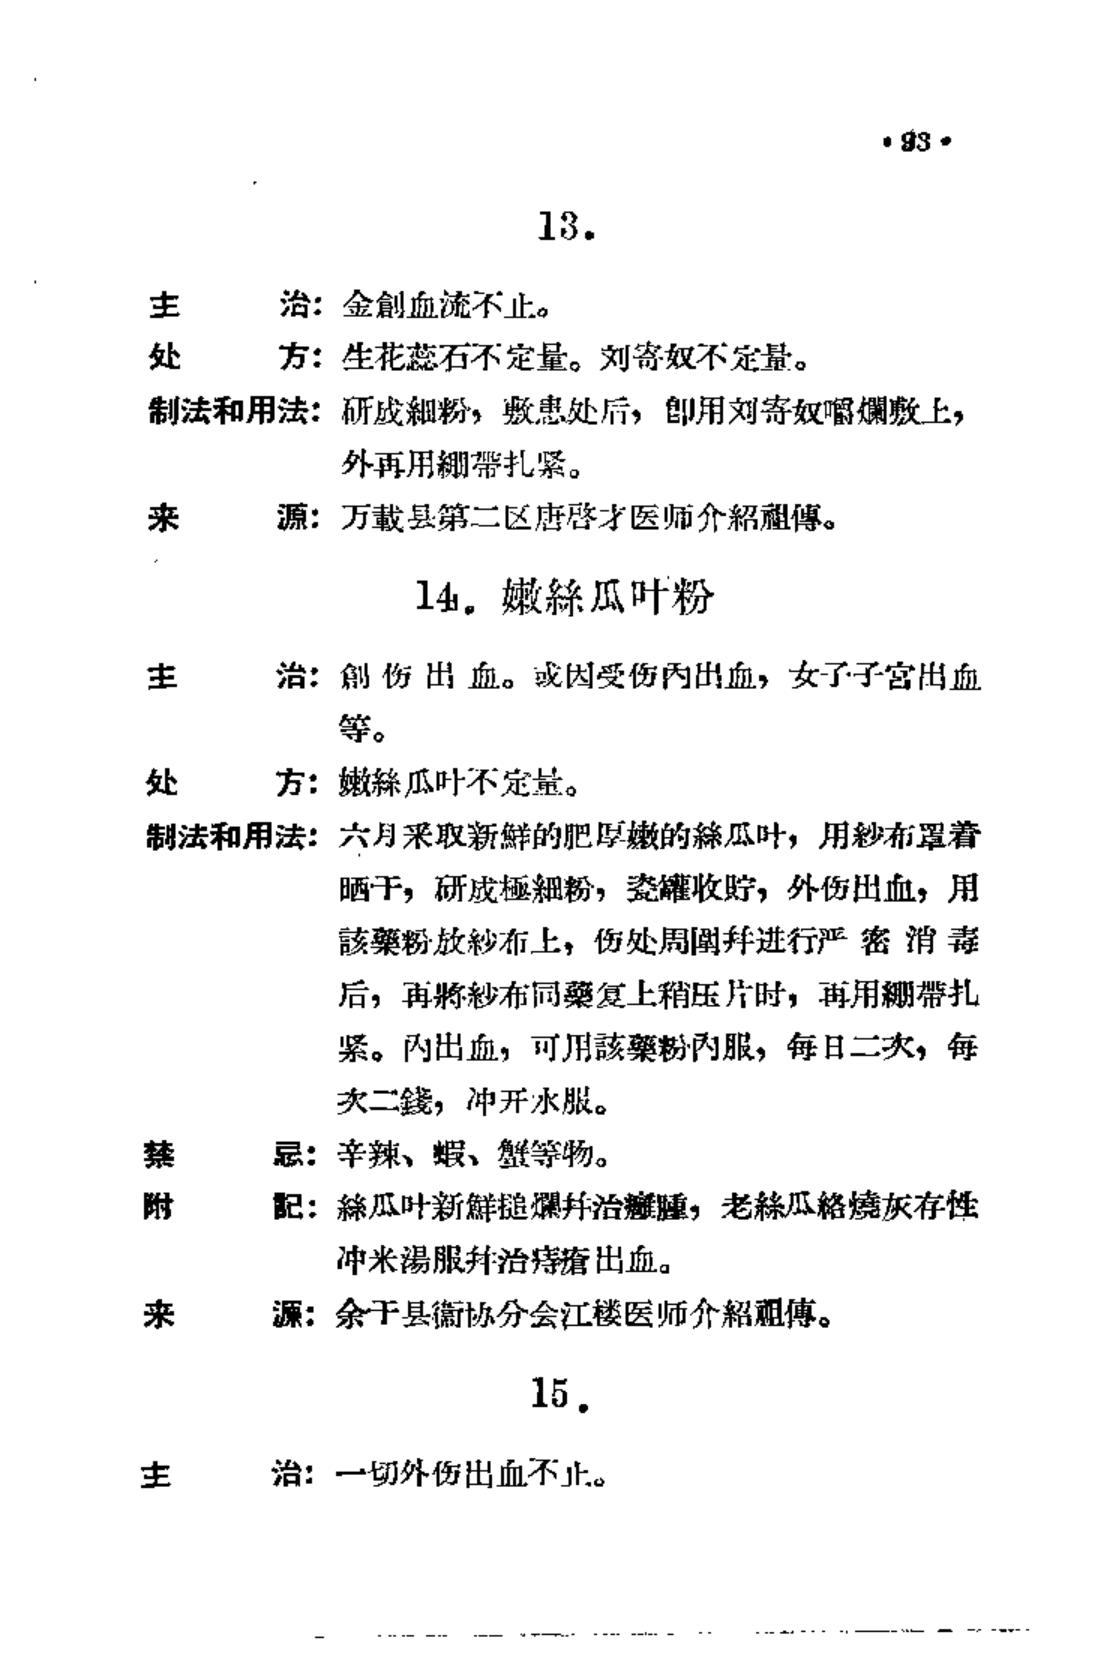 •93•
13.
主　　治：金創血流不止。
处　　方：生花蕊石不定量。刘寄奴不定量。
制法和用法：研成細粉，敷患处后，卽用刘寄奴嚼爛敷上，
外再用綳帶扎紧。
来　　源：万載县第二区唐啓才医师介紹祖傳。
14. 嫩絲瓜叶粉
主　　治：創伤出血。或因受伤內出血，女子子宮出血
等。
处　　方：嫩絲瓜叶不定量。
制法和用法：六月采取新鮮的肥厚嫩的絲瓜叶，用紗布罩着
晒干，研成極細粉，瓷罐收貯，外伤出血，用
該藥粉放紗布上，伤处周圍幷进行严密消毒
后，再將紗布同藥复上稍压片时，再用綳帶扎
紧。內出血，可用該藥粉內服，每日二次，每
次二錢，冲开水服。
禁　　忌：辛辣、蝦、蟹等物。
附　　記：絲瓜叶新鮮搥爛幷治癰腫，老絲瓜絡燒灰存性
冲米湯服幷治痔瘡出血。
来　　源：余干县衞协分会江楼医师介紹祖傳。
15.
主　　治：一切外伤出血不止。